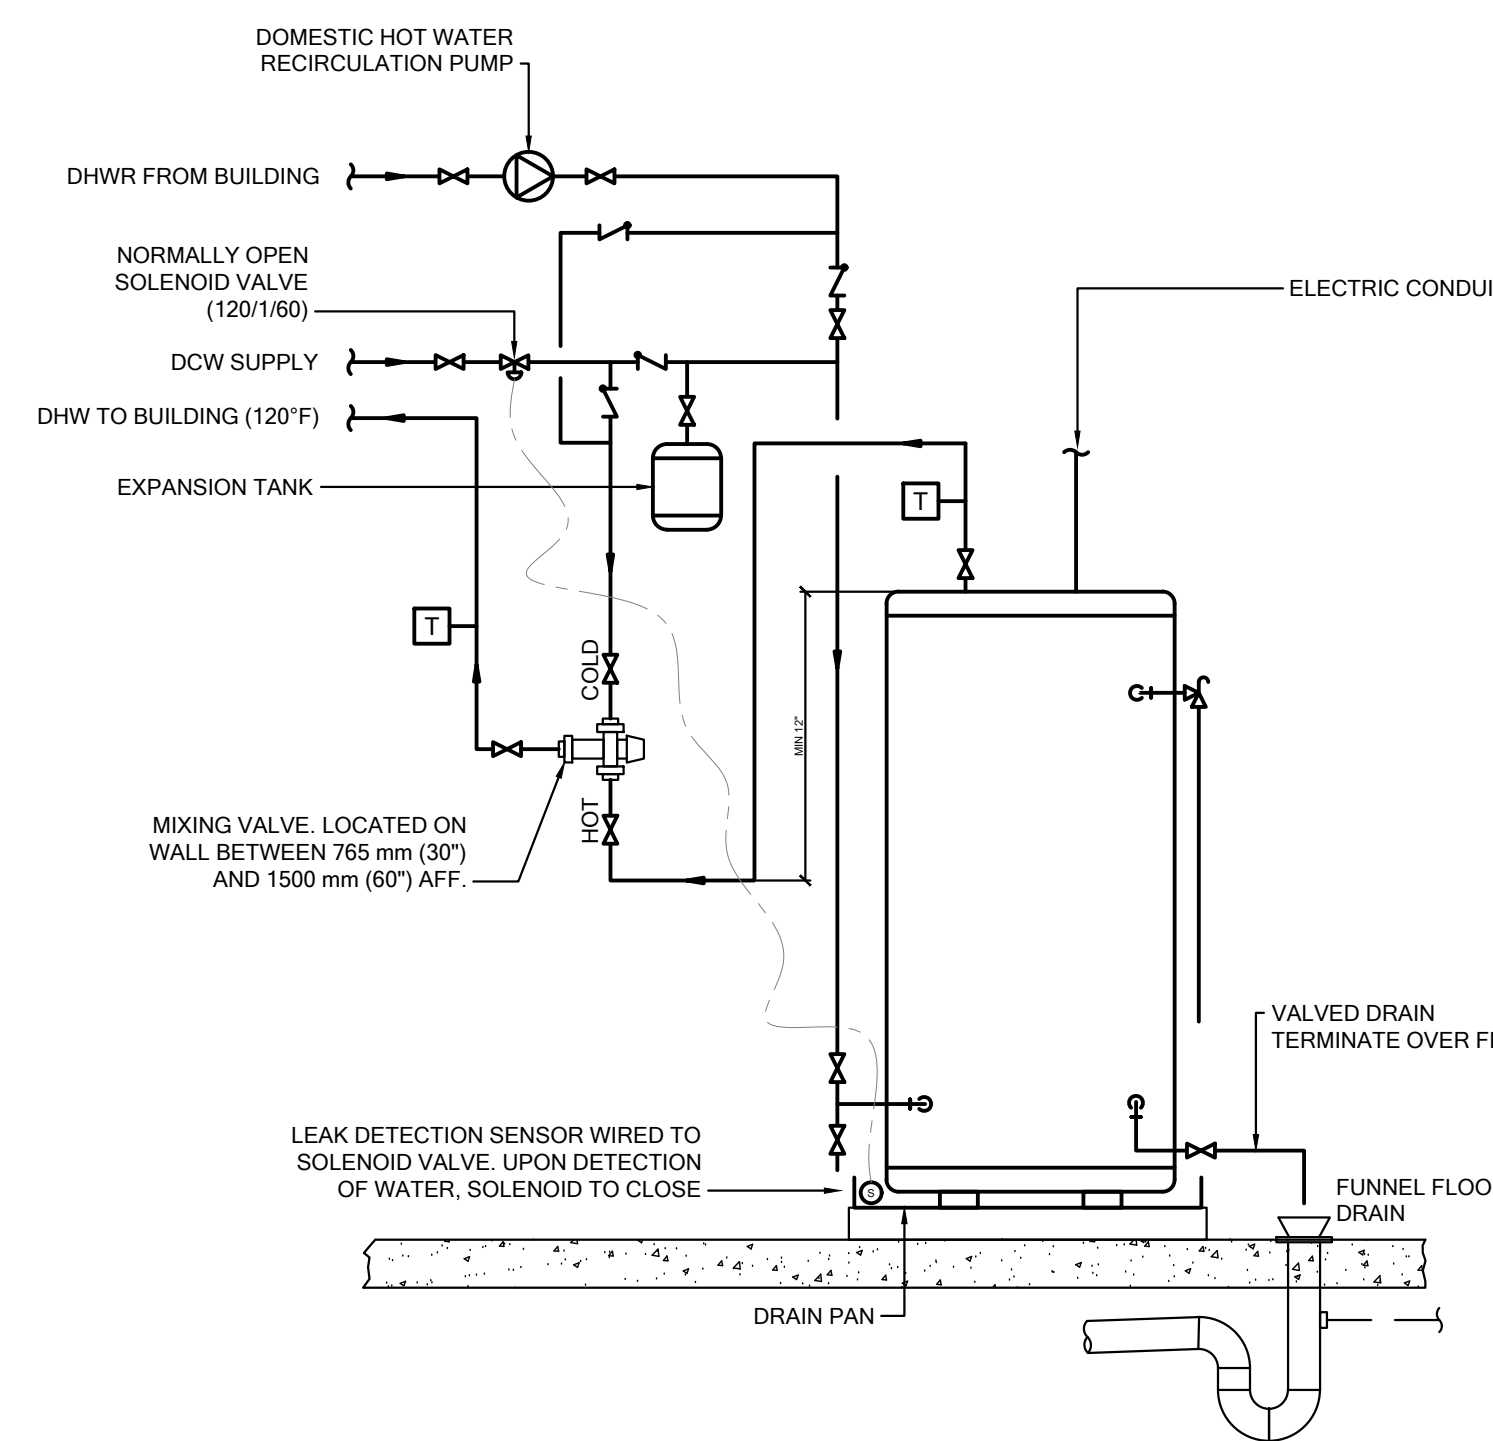 DOMESTIC HOT WATER
RECIRCULATION PUMP
DHWR FROM BUILDING
NORMALLY OPEN
SOLENOID VALVE
(120/1/60)
ELECTRIC CONDUI
DCW SUPPLY
DHW TO BUILDING (120°F)
EXPANSION TANK
T
T
COLD
MIN 12"
HOT
MIXING VALVE. LOCATED ON
WALL BETWEEN 765 mm (30")
AND 1500 mm (60") AFF.
VALVED DRAIN
TERMINATE OVER
LEAK DETECTION SENSOR WIRED TO
SOLENOID VALVE. UPON DETECTION
OF WATER, SOLENOID TO CLOSE
S
FUNNEL FLOO
DRAIN
DRAIN PAN